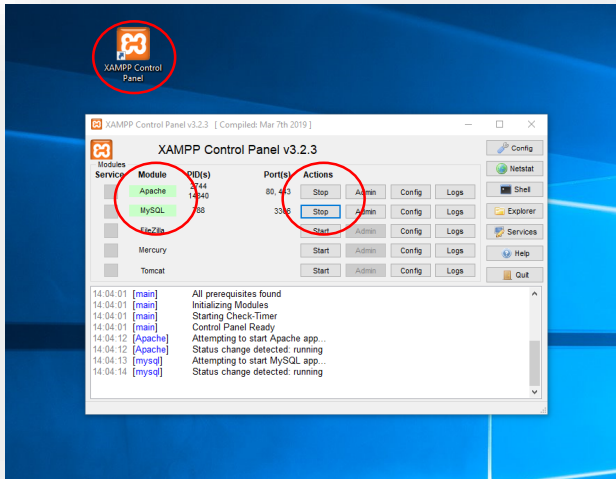 XAMPP Control
Panel
XAMPP Control Panel v3.2.3 [ Compiled: Mar 7th 2019 ]
XAMPP Control Panel v3.2.3
Config
Modules
Service Module PID(s) Port(s) Actions
Netstat
Apache 2744 14340 80, 443 Stop Admin Config Logs
Shell
MySQL 788 3306 Stop Admin Config Logs
Explorer
FileZilla Start Admin Config Logs
Services
Mercury Start Admin Config Logs
Help
Tomcat Start Admin Config Logs
Quit
14:04:01 [main] All prerequisites found
14:04:01 [main] Initializing Modules
14:04:01 [main] Starting Check-Timer
14:04:01 [main] Control Panel Ready
14:04:12 [Apache] Attempting to start Apache app...
14:04:12 [Apache] Status change detected: running
14:04:13 [mysql] Attempting to start MySQL app...
14:04:14 [mysql] Status change detected: running